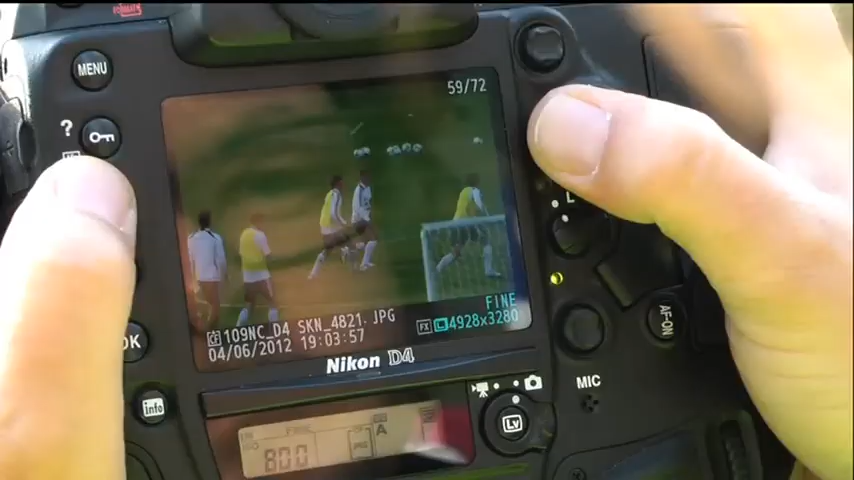 FORMAT
MENU
59/72
?
L
FINE
109NC_D4 SKN_4821.JPG
FX 4928x3280
04/06/2012 19:03:57
OK
AF-ON
Nikon D4
MIC
info
Lv
A
800